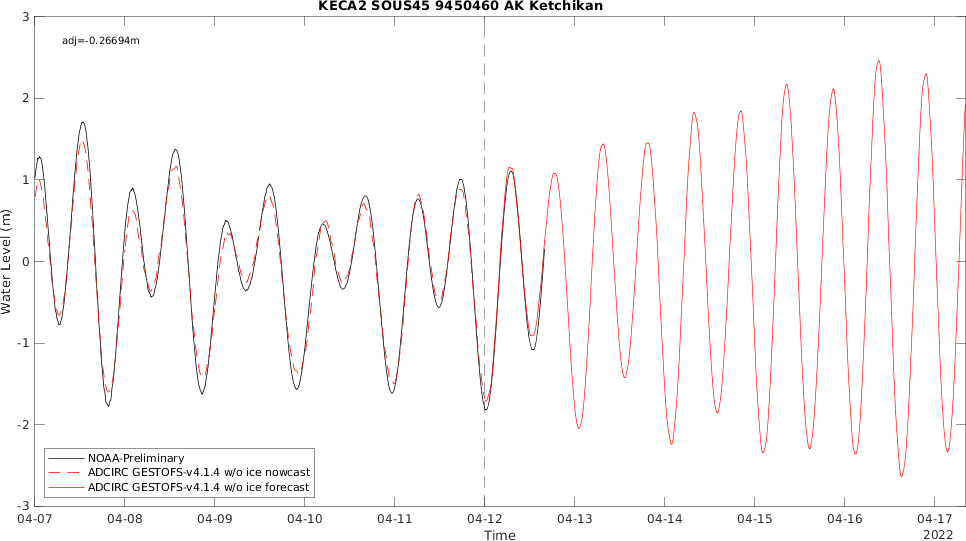 KECA2 SOUS45 9450460 AK Ketchikan
adj=-0.26694m
3
2
1
0
-1
-2
-3
Water Level (m)
NOAA-Preliminary
ADCIRC GESTOFS-v4.1.4 w/o ice nowcast
ADCIRC GESTOFS-v4.1.4 w/o ice forecast
04-07 04-08 04-09 04-10 04-11 04-12 04-13 04-14 04-15 04-16 04-17
Time
2022